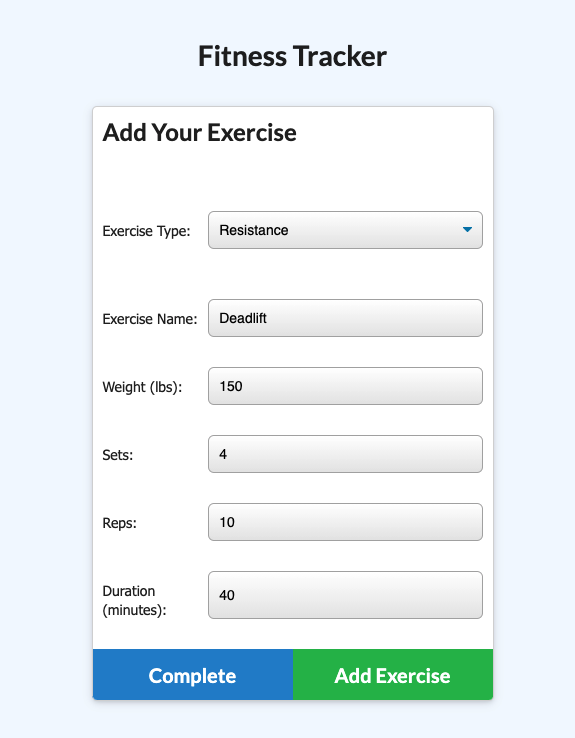 Fitness Tracker
Add Your Exercise
Exercise Type: Resistance
Exercise Name: Deadlift
Weight (lbs): 150
Sets: 4
Reps: 10
Duration
(minutes): 40
Complete Add Exercise